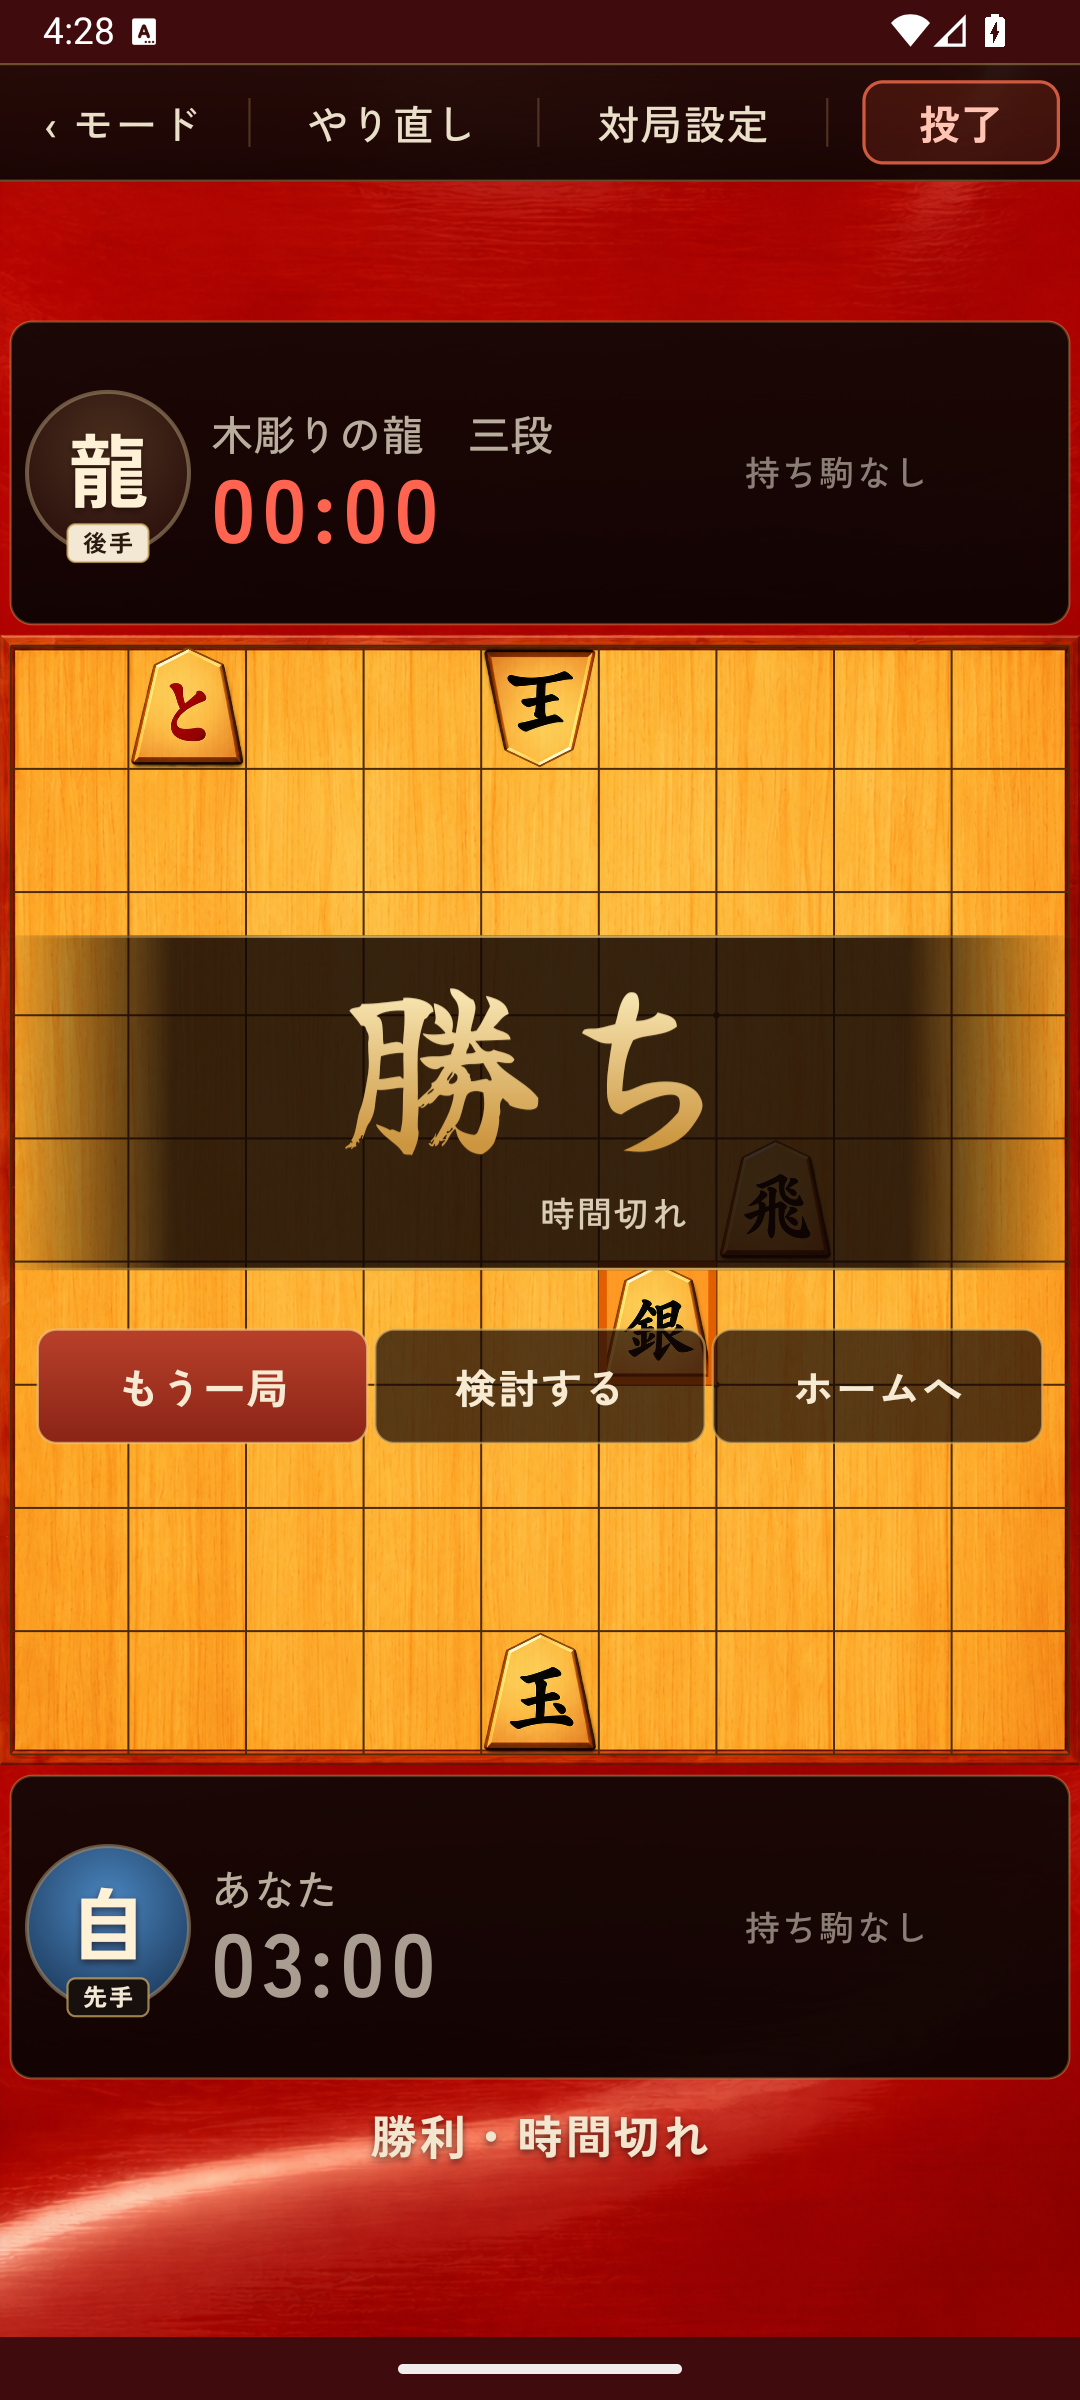 4:28
‹ モード
やり直し
対局設定
投了
龍
後手
木彫りの龍 三段
00:00
持ち駒なし
と
王
勝ち
時間切れ
飛
銀
もう一局
検討する
ホームへ
玉
自
先手
あなた
03:00
持ち駒なし
勝利・時間切れ